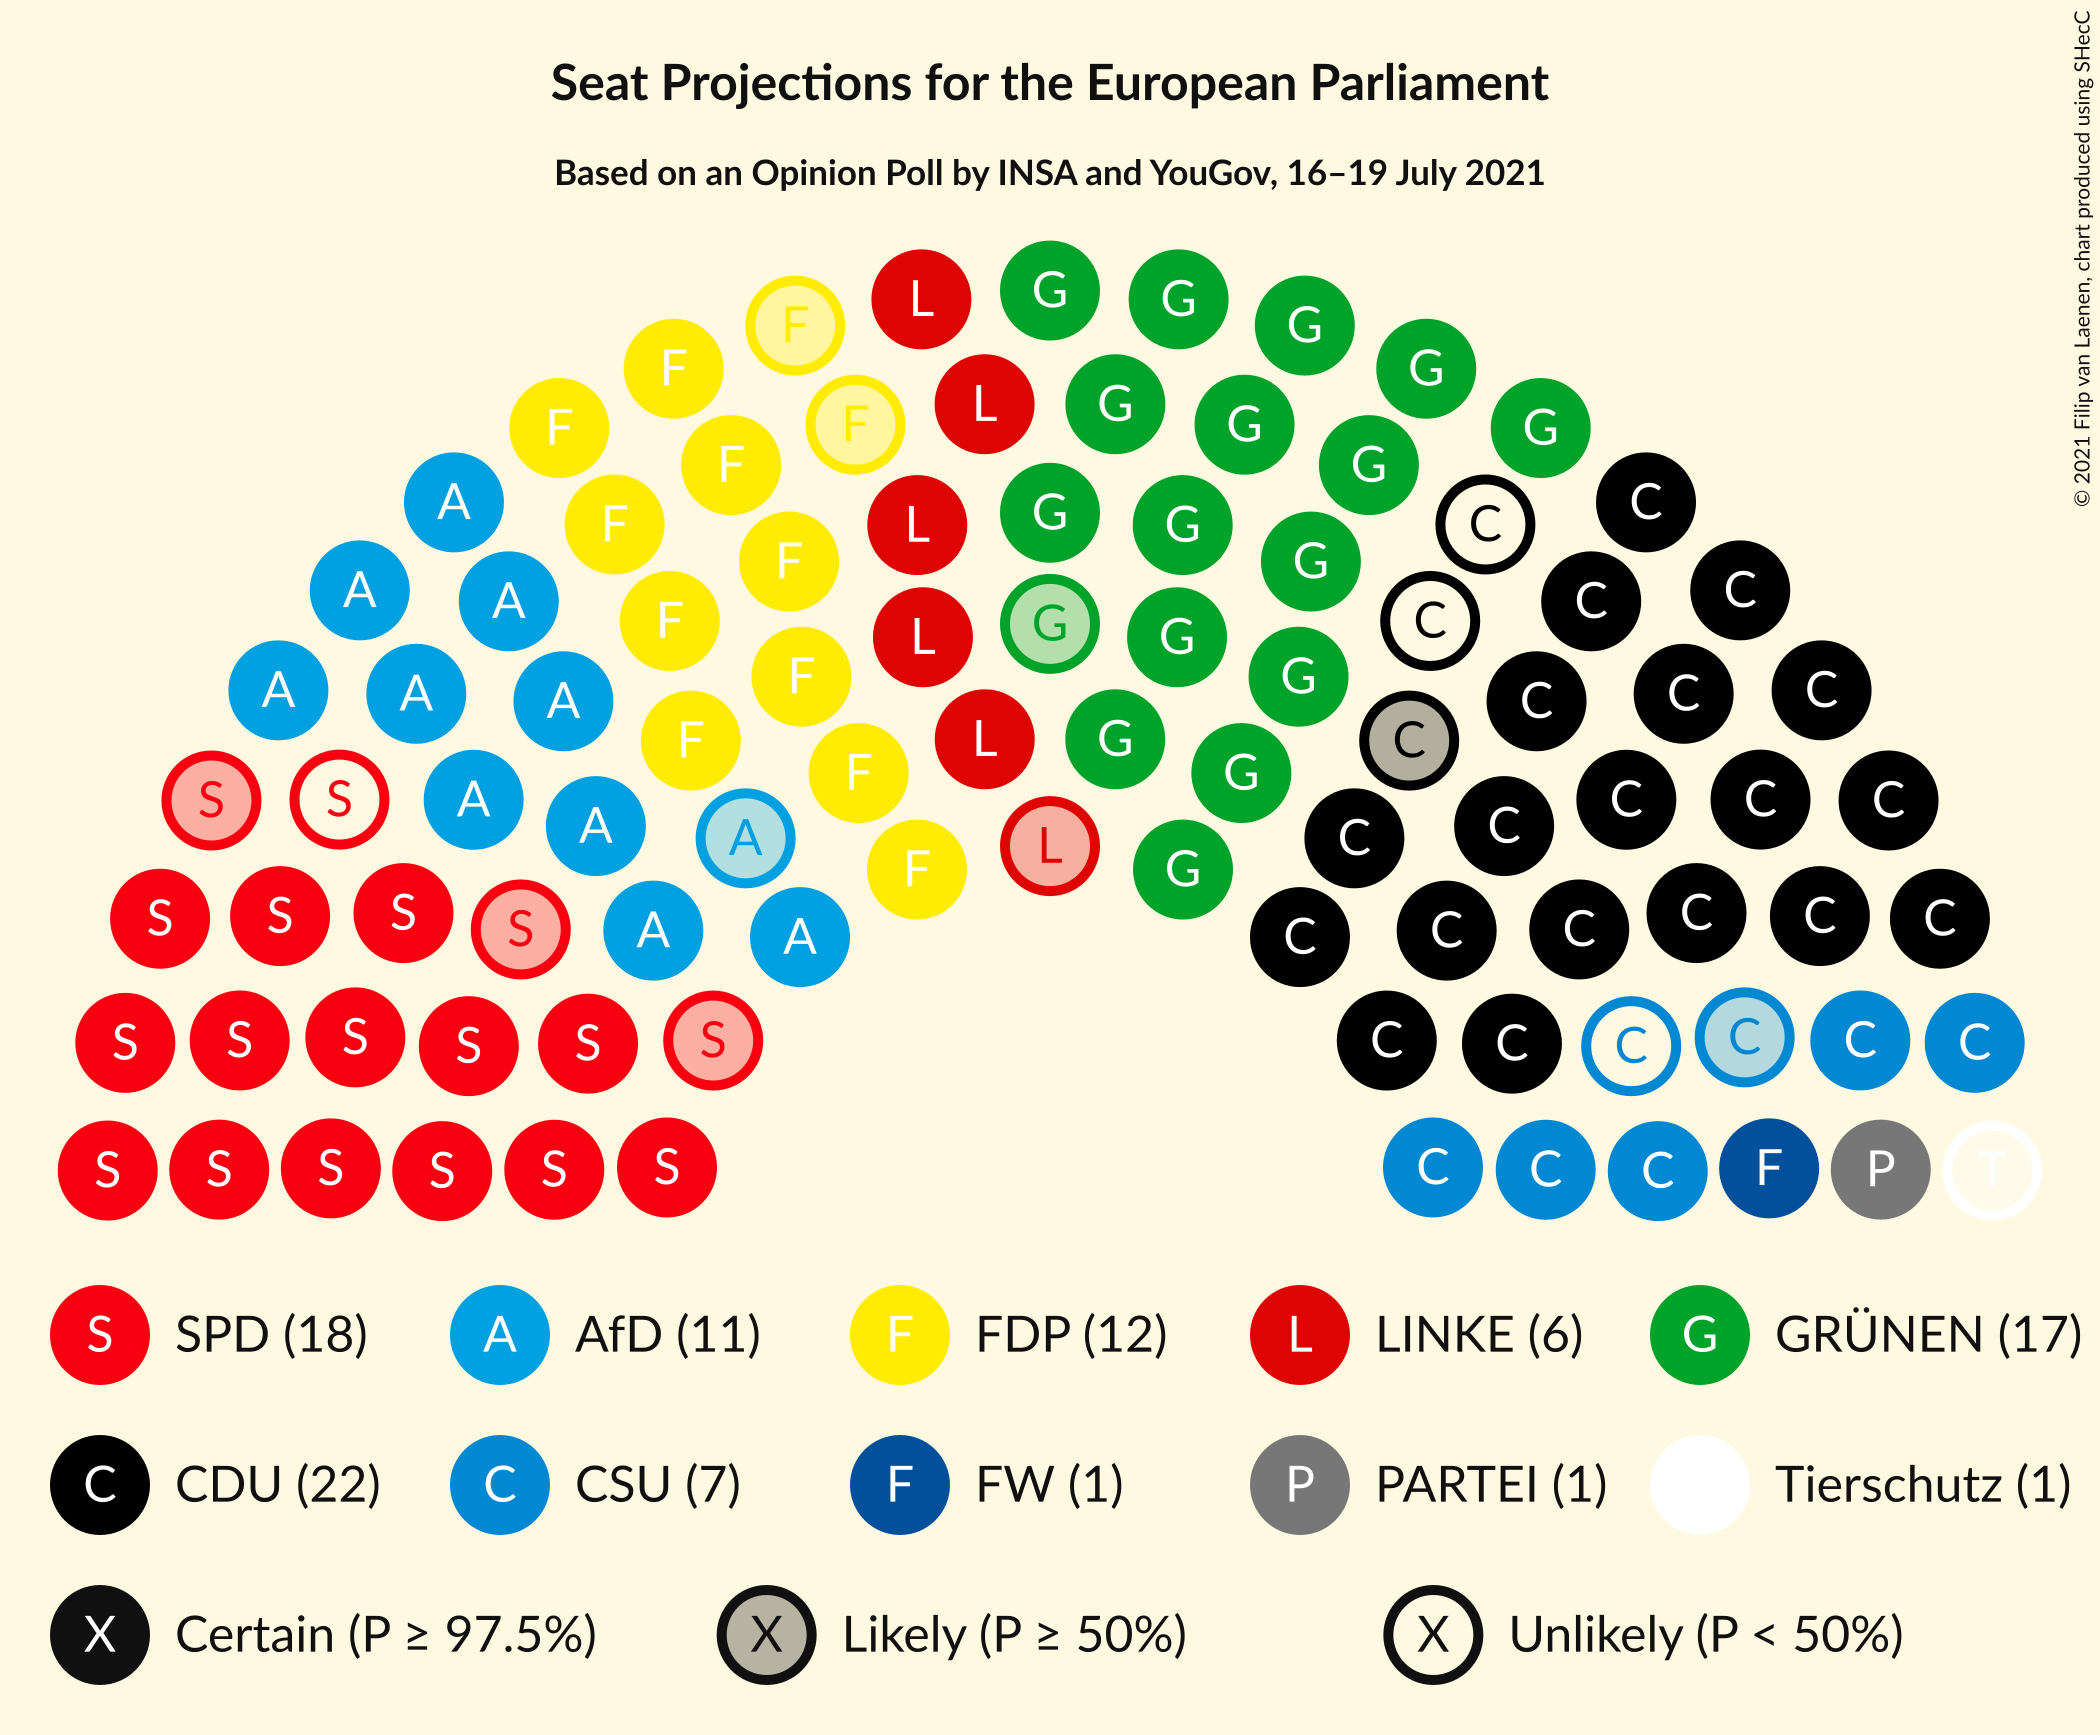 Seat Projections for the European Parliament
Based on an Opinion Poll by INSA and YouGov, 16–19 July 2021
© 2021 Filip van Laenen, chart produced using SHecC
F L G G G
F G
F F L G G G
F G
A F L G G C C
A A F G C C
F L G G C
A A A F G C C C
F L G C
S S A F G C C C
A A L C C
F G
S S S S A A C C C C C C
S S S S S S C C C C C C
S S S S S S C C C F P T
S SPD (18) A AfD (11) F FDP (12) L LINKE (6) G GRÜNEN (17)
C CDU (22) C CSU (7) F FW (1) P PARTEI (1) Tierschutz (1)
X Certain (P ≥ 97.5%) X Likely (P ≥ 50%) X Unlikely (P < 50%)